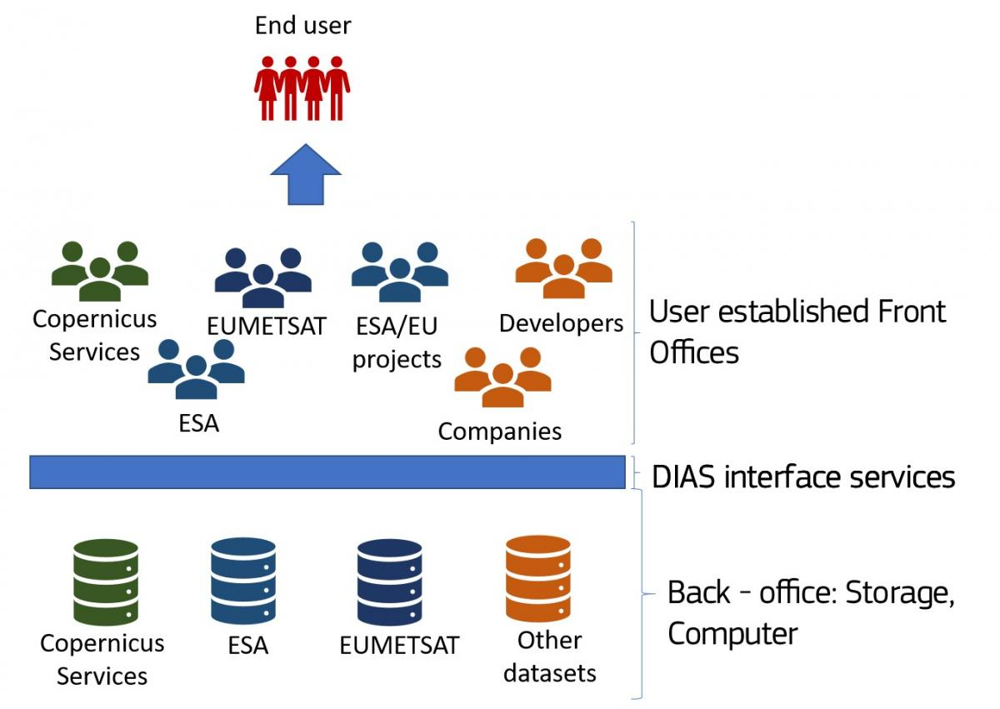 End user
Copernicus
Services
EUMETSAT
ESA/EU
projects
Developers
ESA
Companies
User established Front
Offices
DIAS interface services
Copernicus
Services
ESA
EUMETSAT
Other
datasets
Back - office: Storage,
Computer